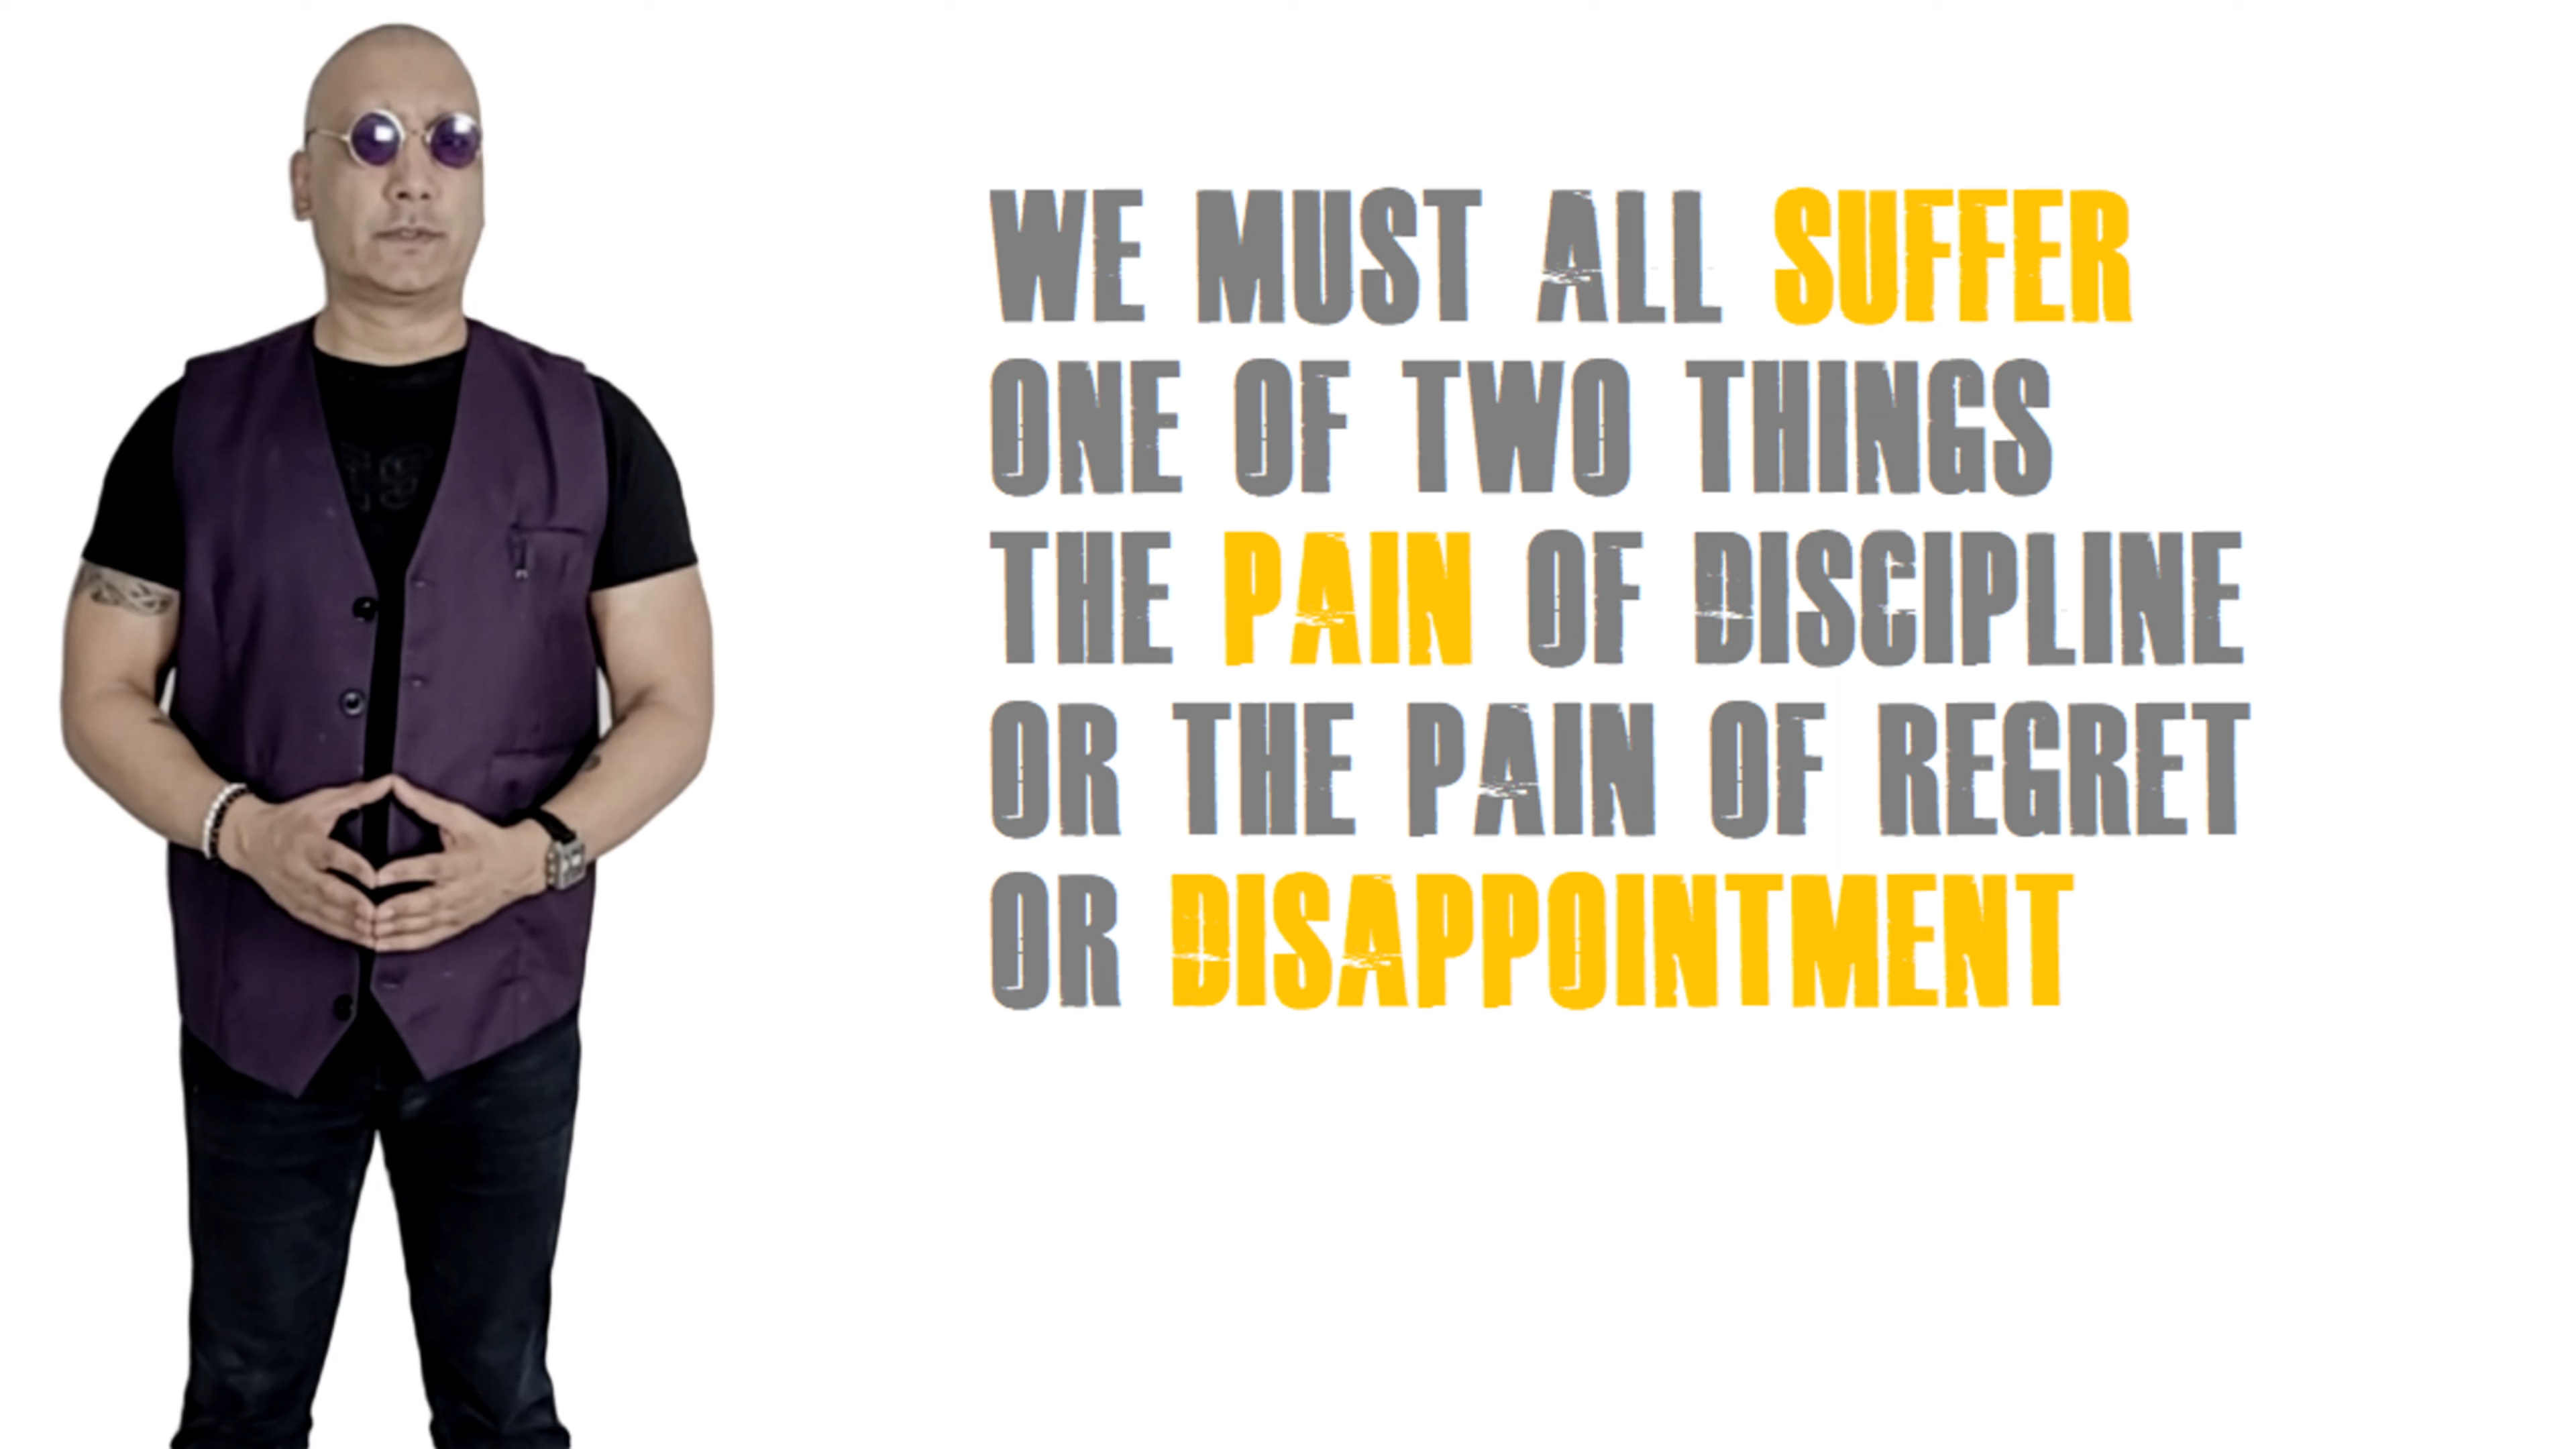 WE MUST ALL SUFFER
ONE OF TWO THINGS
THE PAIN OF DISCIPLINE
OR THE PAIN OF REGRET
OR DISAPPOINTMENT